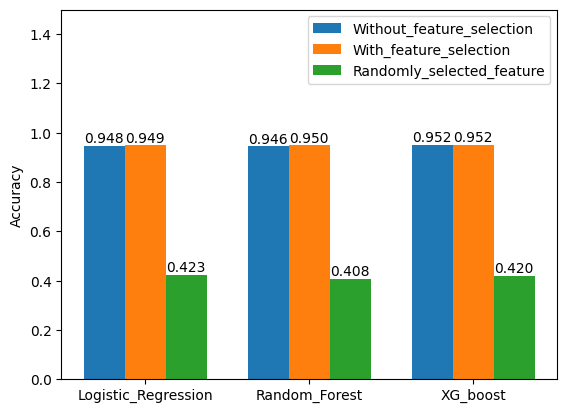 Without_feature_selection
With_feature_selection
Randomly_selected_feature
Accuracy
1.4
1.2
1.0
0.8
0.6
0.4
0.2
0.0
0.948 0.949 0.423
0.946 0.950 0.408
0.952 0.952 0.420
Logistic_Regression Random_Forest XG_boost